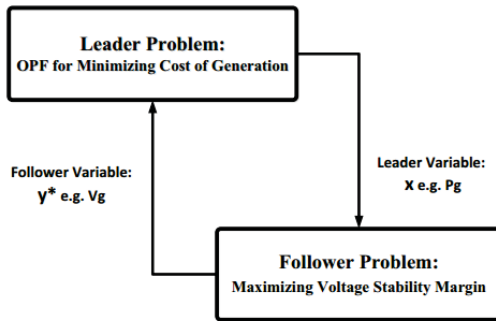 Leader Problem:
OPF for Minimizing Cost of Generation
Follower Variable:
y* e.g. Vg
Leader Variable:
x e.g. Pg
Follower Problem:
Maximizing Voltage Stability Margin